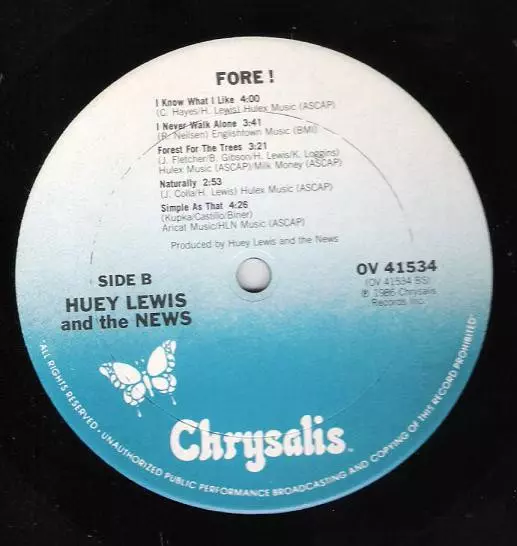 FORE !
I Know What I Like 4:00
(C. Hayes/H. Lewis) Hulex Music (ASCAP)
I Never Walk Alone 3:41
(R. Neilsen) Englishtown Music (BMI)
Forest For The Trees 3:21
(J. Fletcher/B. Gibson/H. Lewis/K. Loggins)
Hulex Music (ASCAP)/Milk Money (ASCAP)
Naturally 2:53
(J. Colla/H. Lewis) Hulex Music (ASCAP)
Simple As That 4:26
(Kupka/Castillo/Biner)
Aricat Music/HLN Music (ASCAP)
Produced by Huey Lewis and the News
SIDE B
HUEY LEWIS
and the NEWS
OV 41534
(OV 41534 BS)
℗ 1986 Chrysalis
Records, Inc.
Chrysalis™
ALL RIGHTS RESERVED • UNAUTHORIZED PUBLIC PERFORMANCE BROADCASTING AND COPYING OF THIS RECORD PROHIBITED